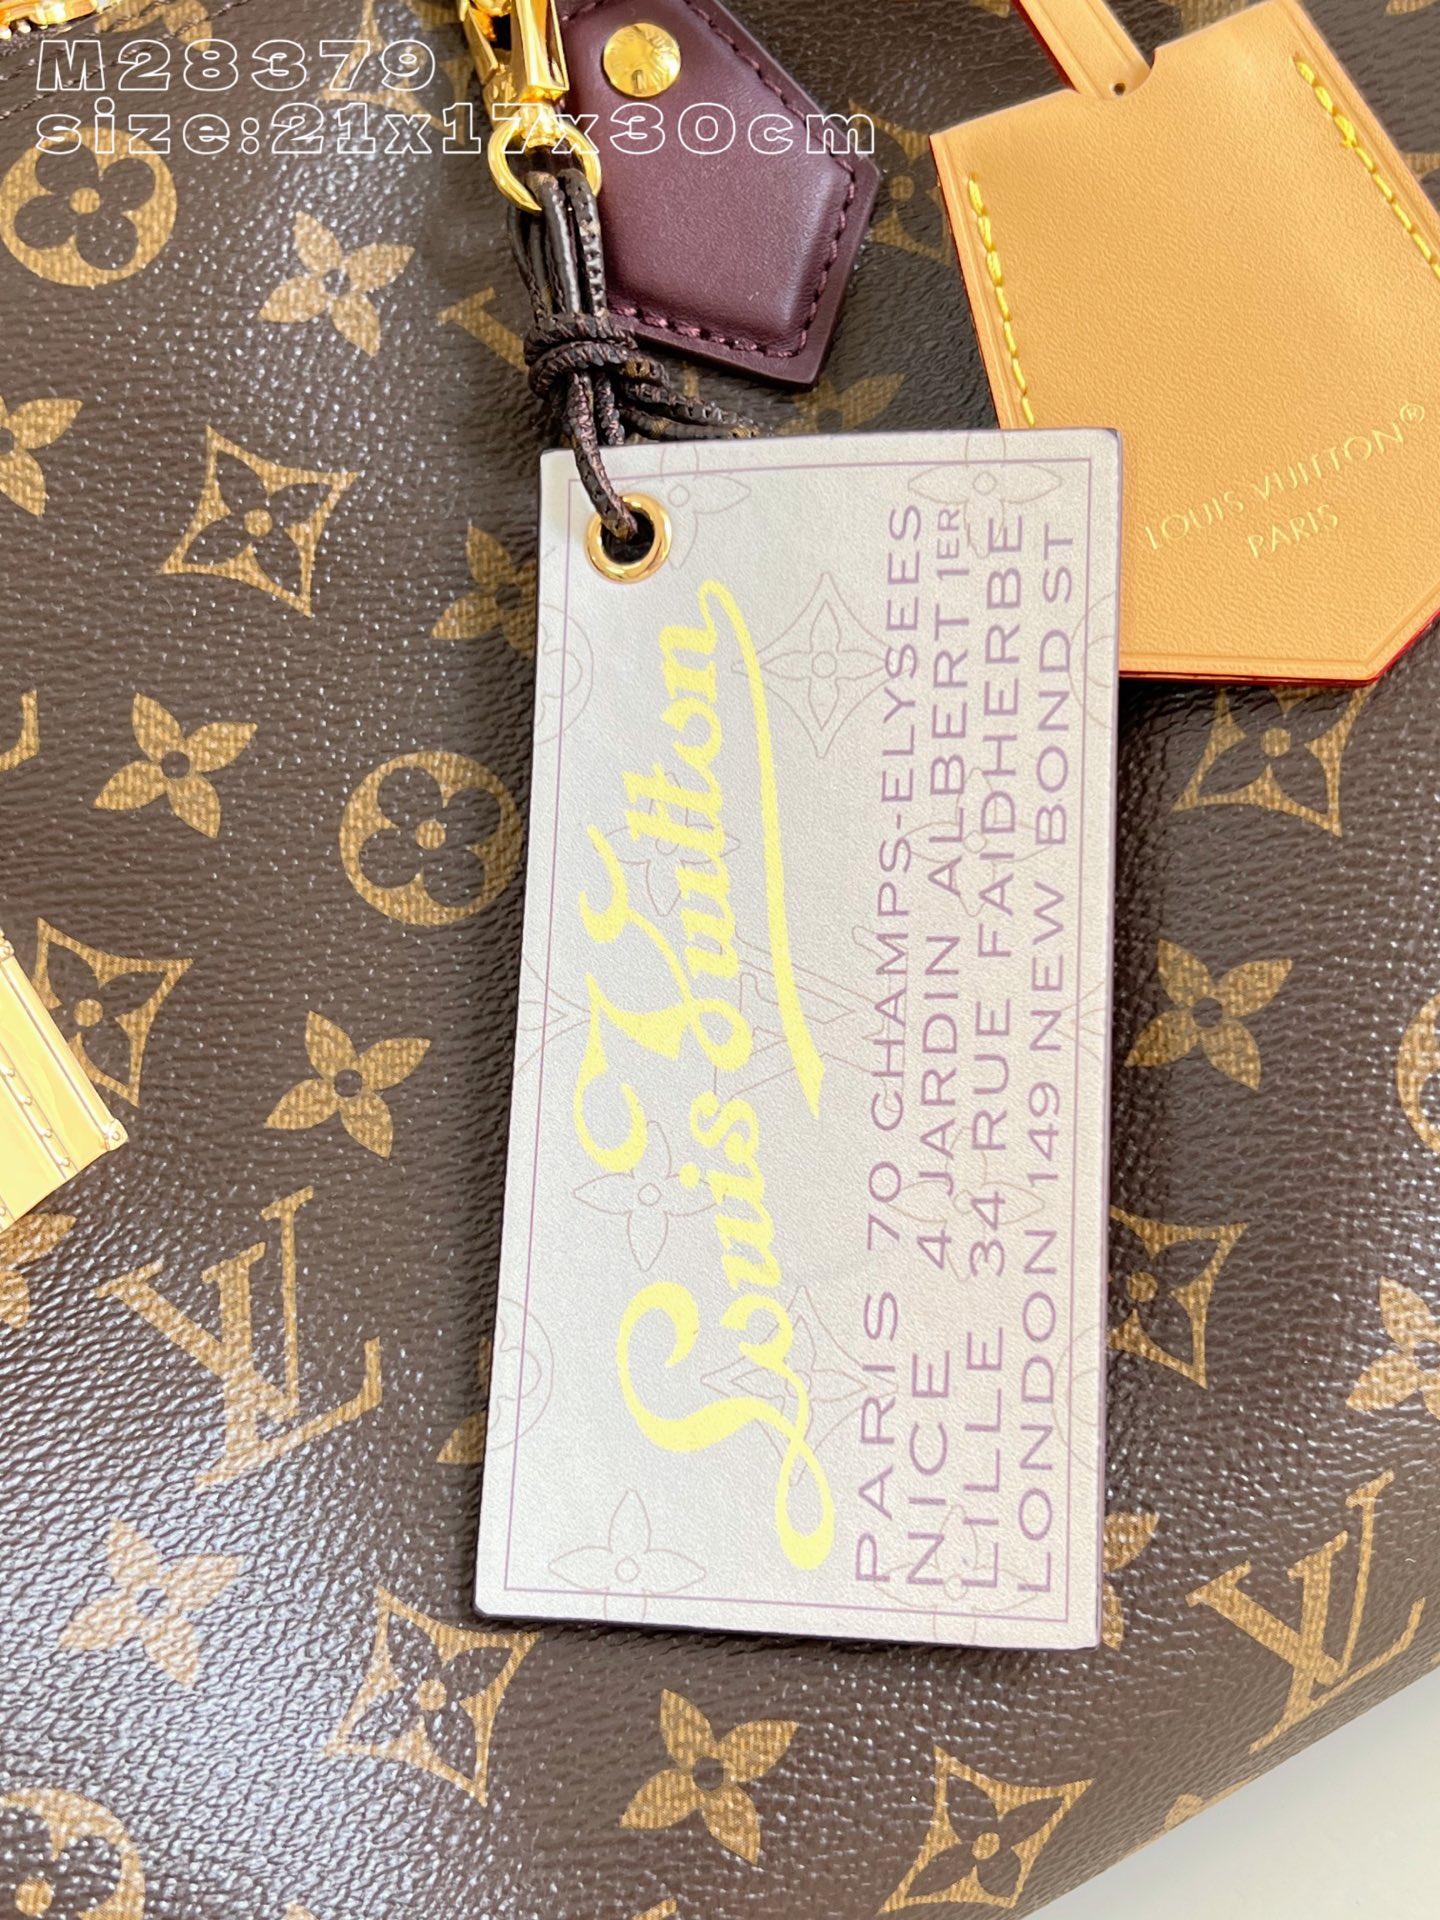 M28379
size:21x17x30cm
LOUIS VUITTON®
PARIS
Louis Vuitton
PARIS 70 CHAMPS-ELYSEES
NICE 4 JARDIN ALBERT 1ER
LILLE 34 RUE FAIDHERBE
LONDON 149 NEW BOND ST